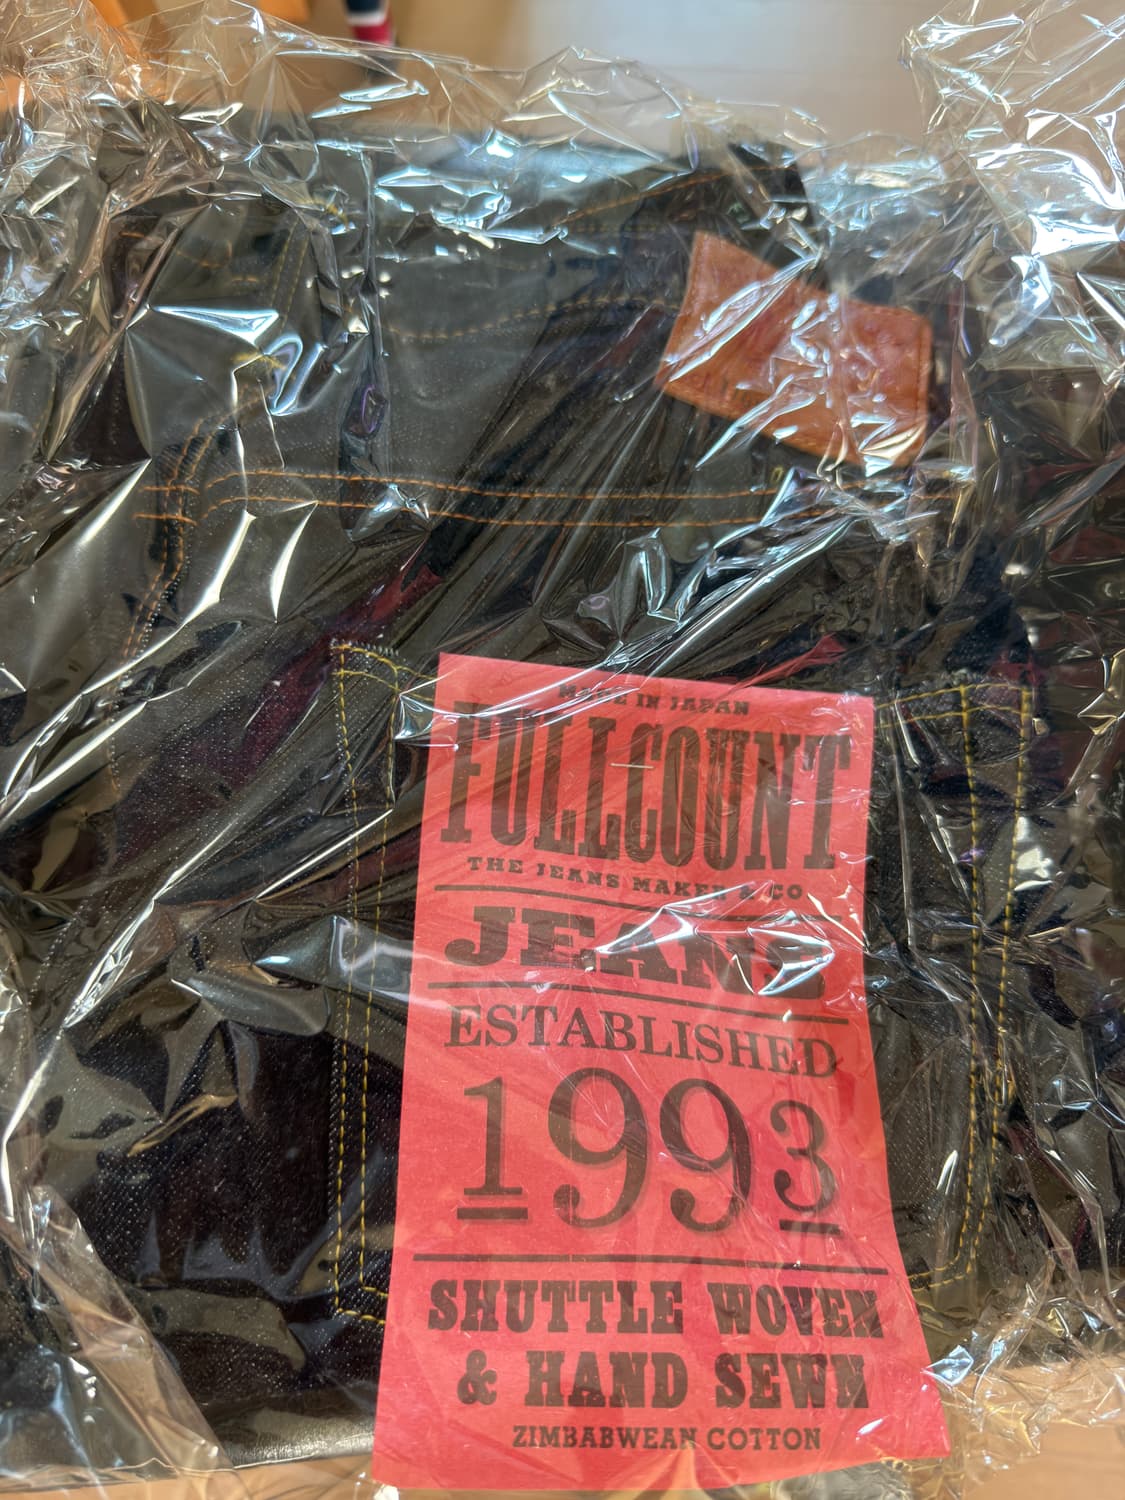 MADE IN JAPAN
FULLCOUNT
THE JEANS MAKER & CO
JEANS
ESTABLISHED
1993
SHUTTLE WOVEN
& HAND SEWN
ZIMBABWEAN COTTON